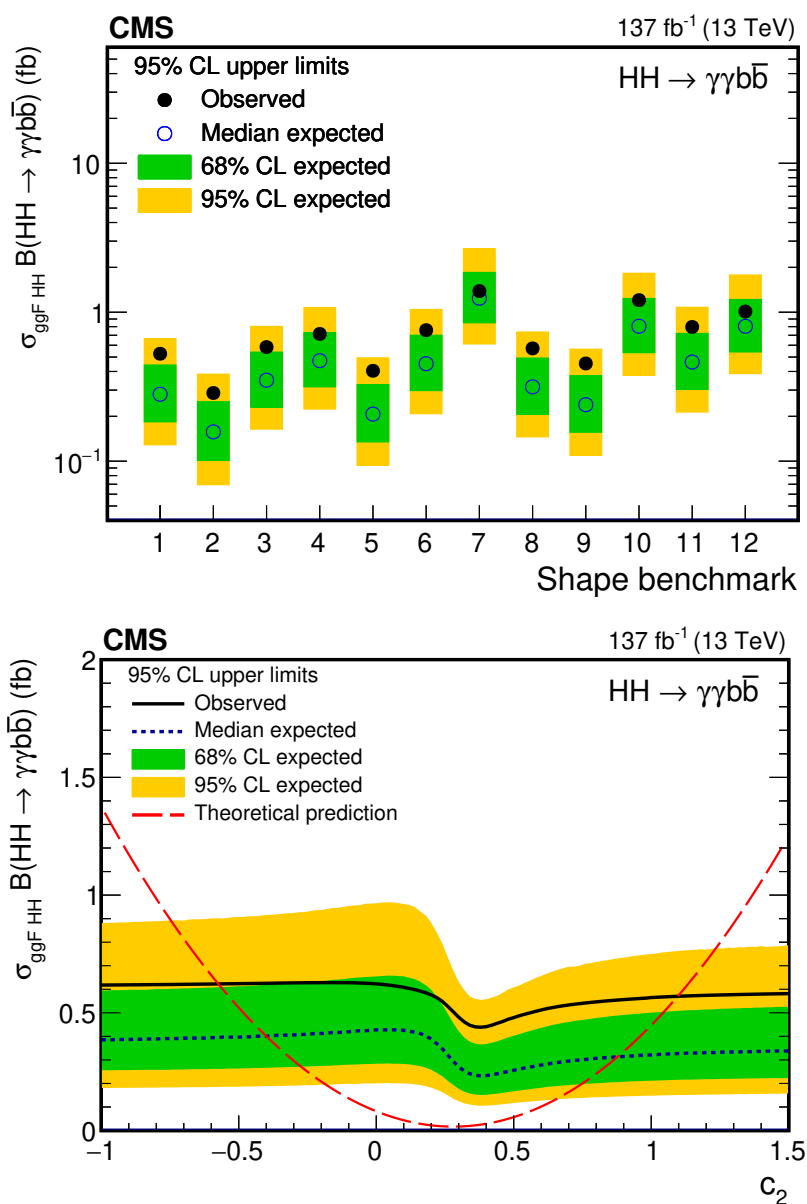 CMS 137 fb⁻¹ (13 TeV)
σ_ggF HH B(HH → γγbb̄) (fb)
95% CL upper limits
HH → γγbb̄
Observed
Median expected
68% CL expected
95% CL expected
10
1
10⁻¹
1 2 3 4 5 6 7 8 9 10 11 12
Shape benchmark
CMS 137 fb⁻¹ (13 TeV)
σ_ggF HH B(HH → γγbb̄) (fb)
95% CL upper limits
HH → γγbb̄
Observed
Median expected
68% CL expected
95% CL expected
Theoretical prediction
2
1.5
1
0.5
0
−1 −0.5 0 0.5 1 1.5
c₂